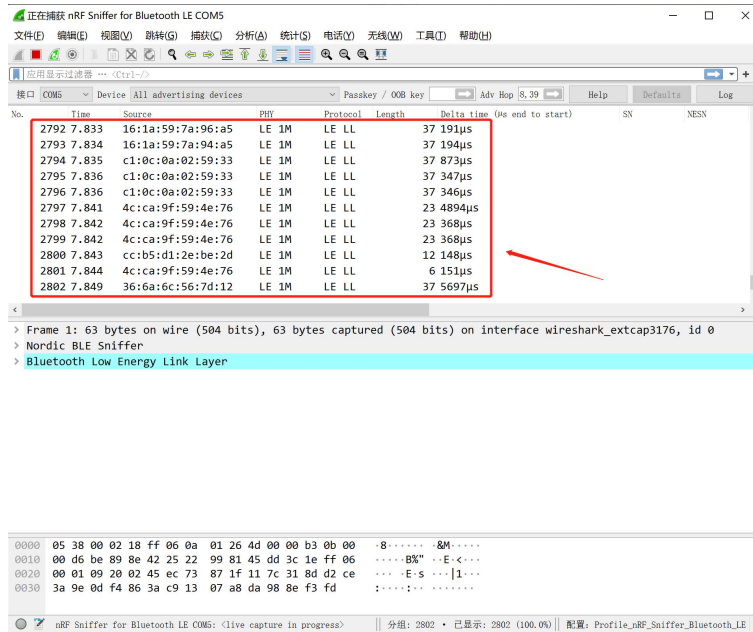 正在捕获 nRF Sniffer for Bluetooth LE COM5
文件(F) 编辑(E) 视图(V) 跳转(G) 捕获(C) 分析(A) 统计(S) 电话(Y) 无线(W) 工具(T) 帮助(H)
应用显示过滤器 … <Ctrl-/>
接口 COM5 Device All advertising devices Passkey / OOB key Adv Hop 8,39 Help Defaults Log
No. Time Source PHY Protocol Length Delta time (µs end to start) SN NESN
2792 7.833 16:1a:59:7a:96:a5 LE 1M LE LL 37 191µs
2793 7.834 16:1a:59:7a:94:a5 LE 1M LE LL 37 194µs
2794 7.835 c1:0c:0a:02:59:33 LE 1M LE LL 37 873µs
2795 7.836 c1:0c:0a:02:59:33 LE 1M LE LL 37 347µs
2796 7.836 c1:0c:0a:02:59:33 LE 1M LE LL 37 346µs
2797 7.841 4c:ca:9f:59:4e:76 LE 1M LE LL 23 4894µs
2798 7.842 4c:ca:9f:59:4e:76 LE 1M LE LL 23 368µs
2799 7.842 4c:ca:9f:59:4e:76 LE 1M LE LL 23 368µs
2800 7.843 cc:b5:d1:2e:be:2d LE 1M LE LL 12 148µs
2801 7.844 4c:ca:9f:59:4e:76 LE 1M LE LL 6 151µs
2802 7.849 36:6a:6c:56:7d:12 LE 1M LE LL 37 5697µs
> Frame 1: 63 bytes on wire (504 bits), 63 bytes captured (504 bits) on interface wireshark_extcap3176, id 0
> Nordic BLE Sniffer
> Bluetooth Low Energy Link Layer
0000 05 38 00 02 18 ff 06 0a 01 26 4d 00 00 b3 0b 00 ·8······ ·&M·····
0010 00 d6 be 89 8e 42 25 22 99 81 45 dd 3c 1e ff 06 ·····B%" ··E·<···
0020 00 01 09 20 02 45 ec 73 87 1f 11 7c 31 8d d2 ce ··· ·E·s ···|1···
0030 3a 9e 0d f4 86 3a c9 13 07 a8 da 98 8e f3 fd :····:·· ·······
nRF Sniffer for Bluetooth LE COM5: <live capture in progress> 分组: 2802 · 已显示: 2802 (100.0%) 配置: Profile_nRF_Sniffer_Bluetooth_LE